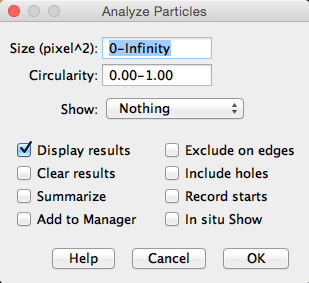 Analyze Particles
Size (pixel^2): 0-Infinity
Circularity: 0.00-1.00
Show: Nothing
Display results Exclude on edges
Clear results Include holes
Summarize Record starts
Add to Manager In situ Show
Help Cancel OK